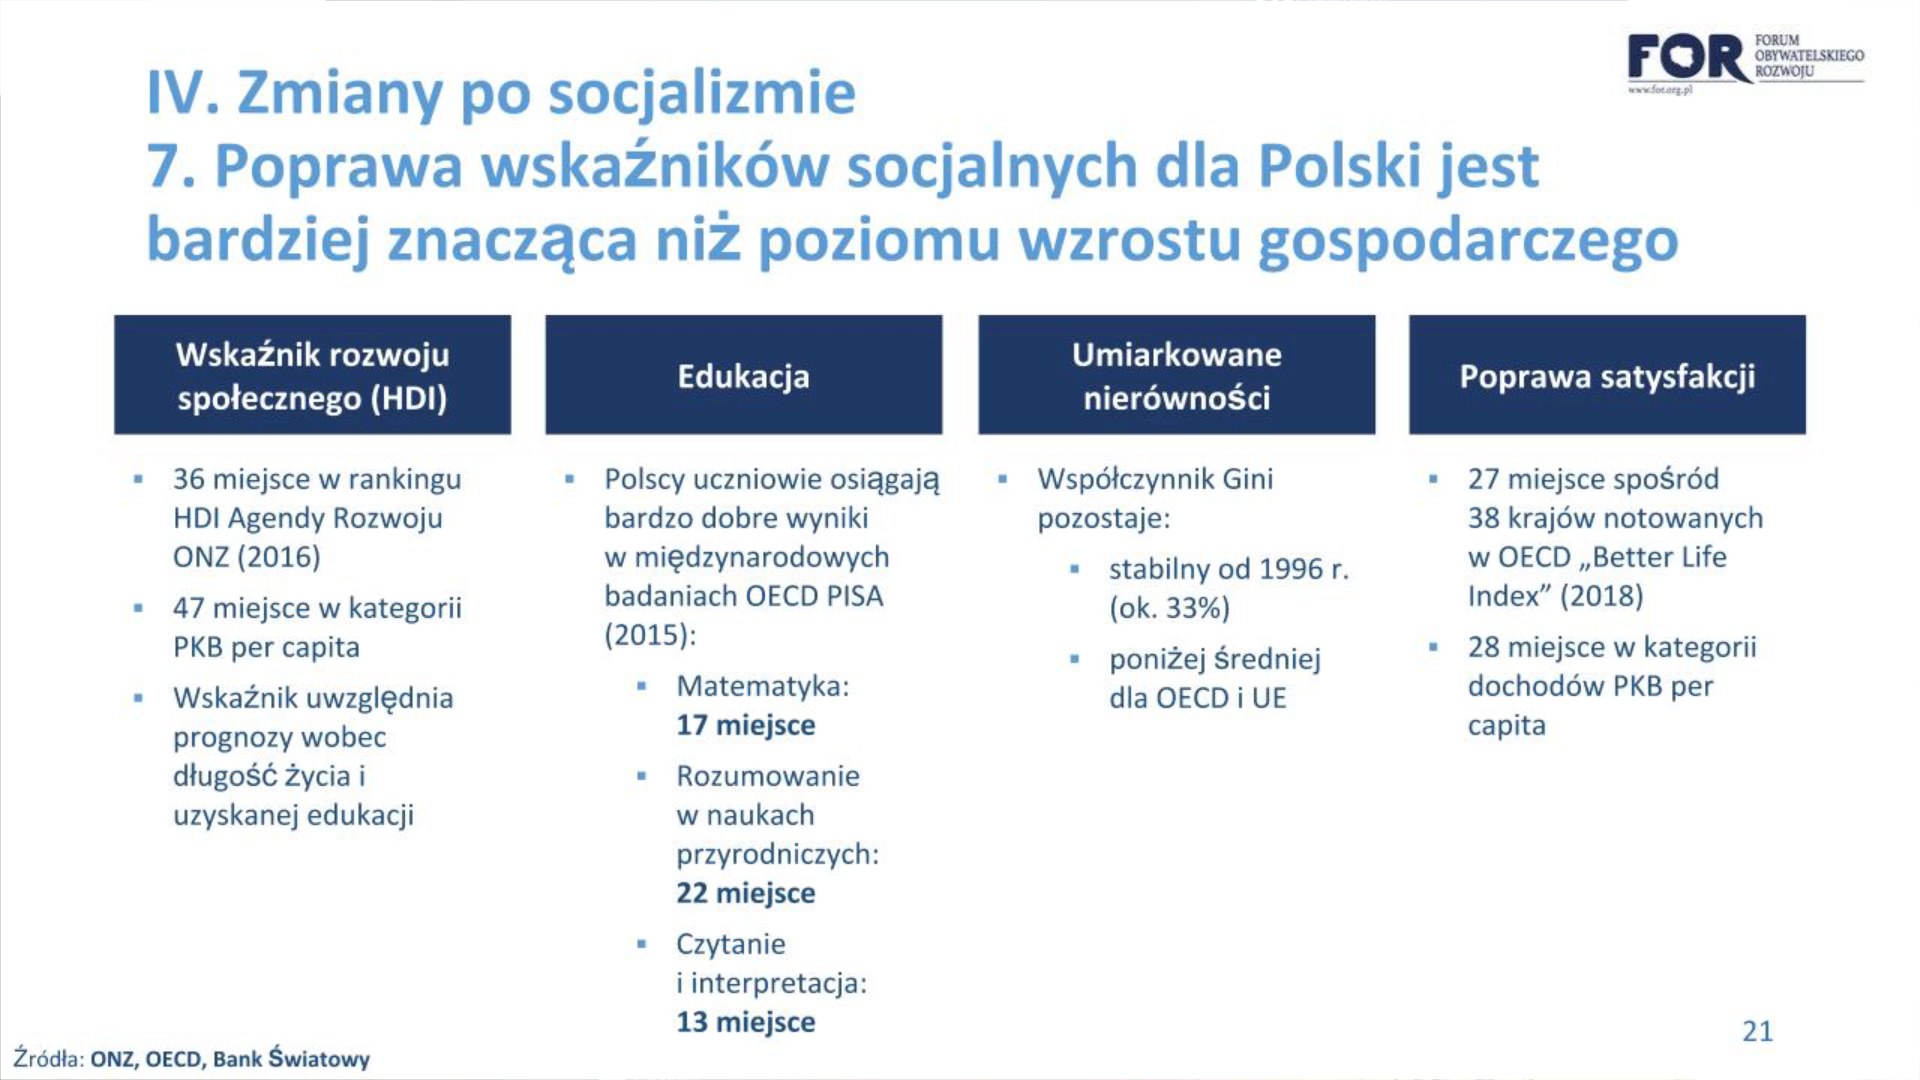 FOR
FORUM
OBYWATELSKIEGO
ROZWOJU
www.for.org.pl
IV. Zmiany po socjalizmie
7. Poprawa wskaźników socjalnych dla Polski jest
bardziej znacząca niż poziomu wzrostu gospodarczego
Wskaźnik rozwoju
społecznego (HDI)
▪ 36 miejsce w rankingu
HDI Agendy Rozwoju
ONZ (2016)
▪ 47 miejsce w kategorii
PKB per capita
▪ Wskaźnik uwzględnia
prognozy wobec
długość życia i
uzyskanej edukacji
Edukacja
▪ Polscy uczniowie osiągają
bardzo dobre wyniki
w międzynarodowych
badaniach OECD PISA
(2015):
▪ Matematyka:
17 miejsce
▪ Rozumowanie
w naukach
przyrodniczych:
22 miejsce
▪ Czytanie
i interpretacja:
13 miejsce
Umiarkowane
nierówności
▪ Współczynnik Gini
pozostaje:
▪ stabilny od 1996 r.
(ok. 33%)
▪ poniżej średniej
dla OECD i UE
Poprawa satysfakcji
▪ 27 miejsce spośród
38 krajów notowanych
w OECD „Better Life
Index” (2018)
▪ 28 miejsce w kategorii
dochodów PKB per
capita
21
Źródła: ONZ, OECD, Bank Światowy